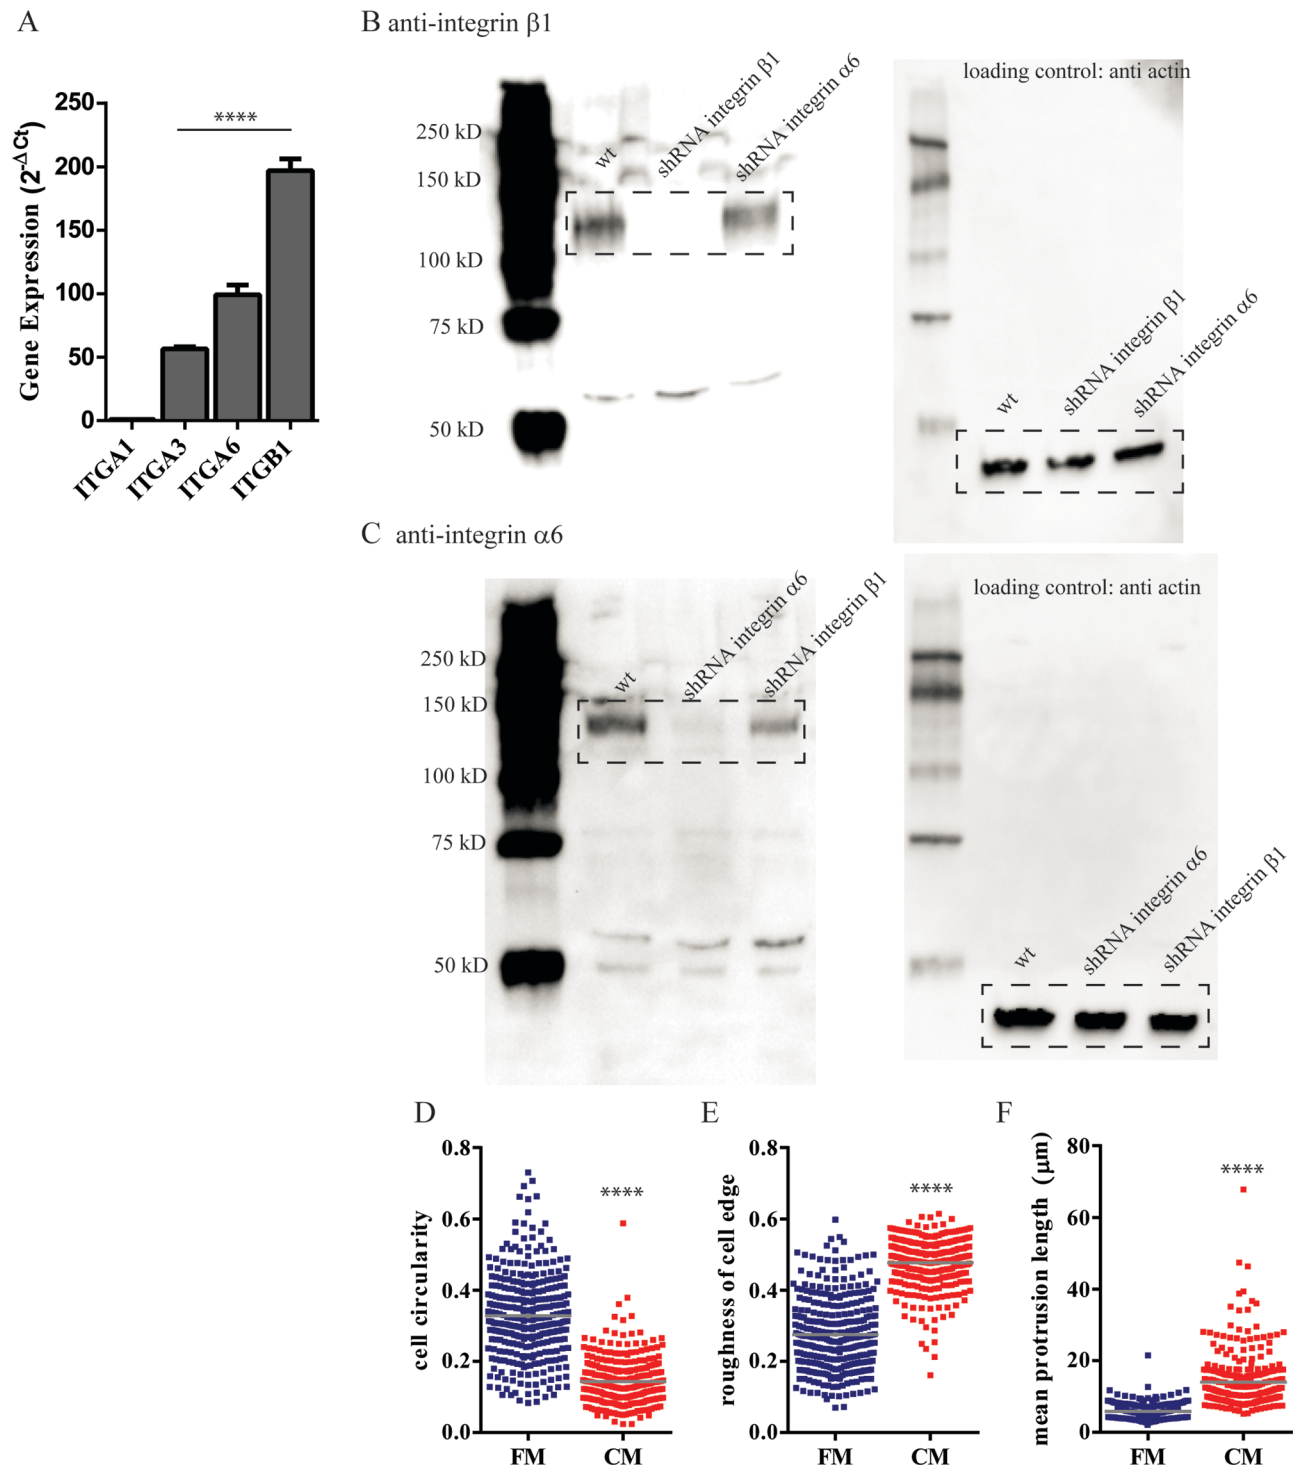 A
Gene Expression (2-ΔCt)
250
200
150
100
50
0
****
ITGA1
ITGA3
ITGA6
ITGB1
B anti-integrin β1
250 kD
150 kD
100 kD
75 kD
50 kD
wt
shRNA integrin β1
shRNA integrin α6
loading control: anti actin
wt
shRNA integrin β1
shRNA integrin α6
C anti-integrin α6
250 kD
150 kD
100 kD
75 kD
50 kD
wt
shRNA integrin α6
shRNA integrin β1
loading control: anti actin
wt
shRNA integrin α6
shRNA integrin β1
D
cell circularity
0.8
0.6
0.4
0.2
0.0
****
FM
CM
E
roughness of cell edge
0.8
0.6
0.4
0.2
0.0
****
FM
CM
F
mean protrusion length (μm)
80
60
40
20
0
****
FM
CM